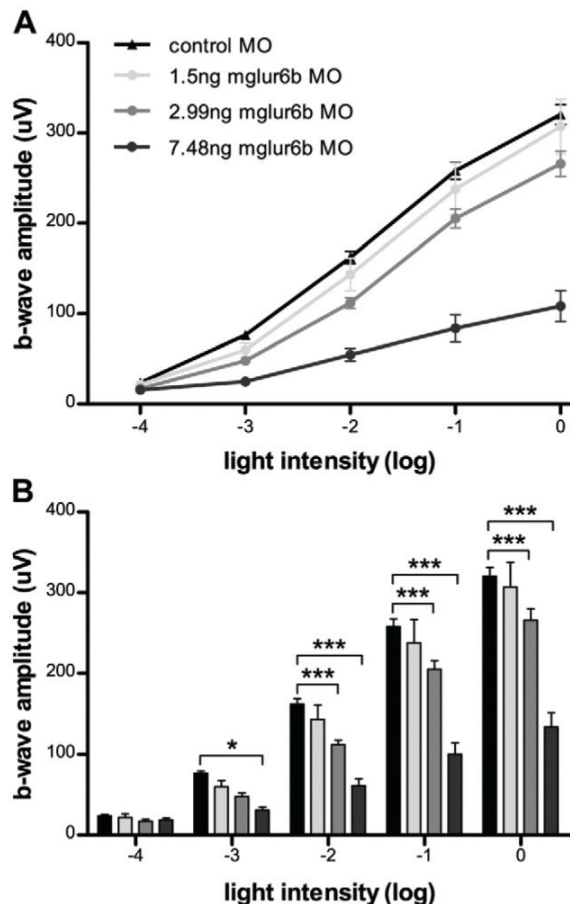 A
400
300
200
100
0
b-wave amplitude (uV)
control MO
1.5ng mglur6b MO
2.99ng mglur6b MO
7.48ng mglur6b MO
-4 -3 -2 -1 0
light intensity (log)
B
400
300
200
100
0
b-wave amplitude (uV)
*
***
***
***
***
***
***
-4 -3 -2 -1 0
light intensity (log)